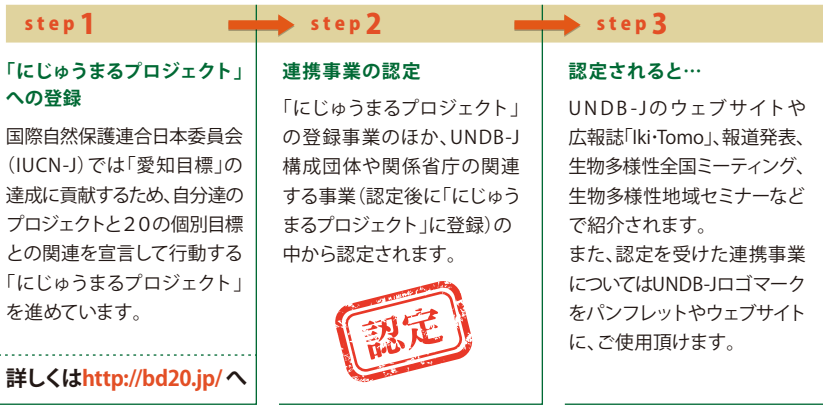 step1
「にじゅうまるプロジェクト」
への登録
国際自然保護連合日本委員会
（IUCN-J）では「愛知目標」の
達成に貢献するため、自分達の
プロジェクトと２０の個別目標
との関連を宣言して行動する
「にじゅうまるプロジェクト」
を進めています。
詳しくはhttp://bd20.jp/へ
step2
連携事業の認定
「にじゅうまるプロジェクト」
の登録事業のほか、UNDB-J
構成団体や関係省庁の関連
する事業（認定後に「にじゅう
まるプロジェクト」に登録）の
中から認定されます。
認定
step3
認定されると…
UNDB-Jのウェブサイトや
広報誌「Iki・Tomo」、報道発表、
生物多様性全国ミーティング、
生物多様性地域セミナーなど
で紹介されます。
また、認定を受けた連携事業
についてはUNDB-Jロゴマーク
をパンフレットやウェブサイト
に、ご使用頂けます。